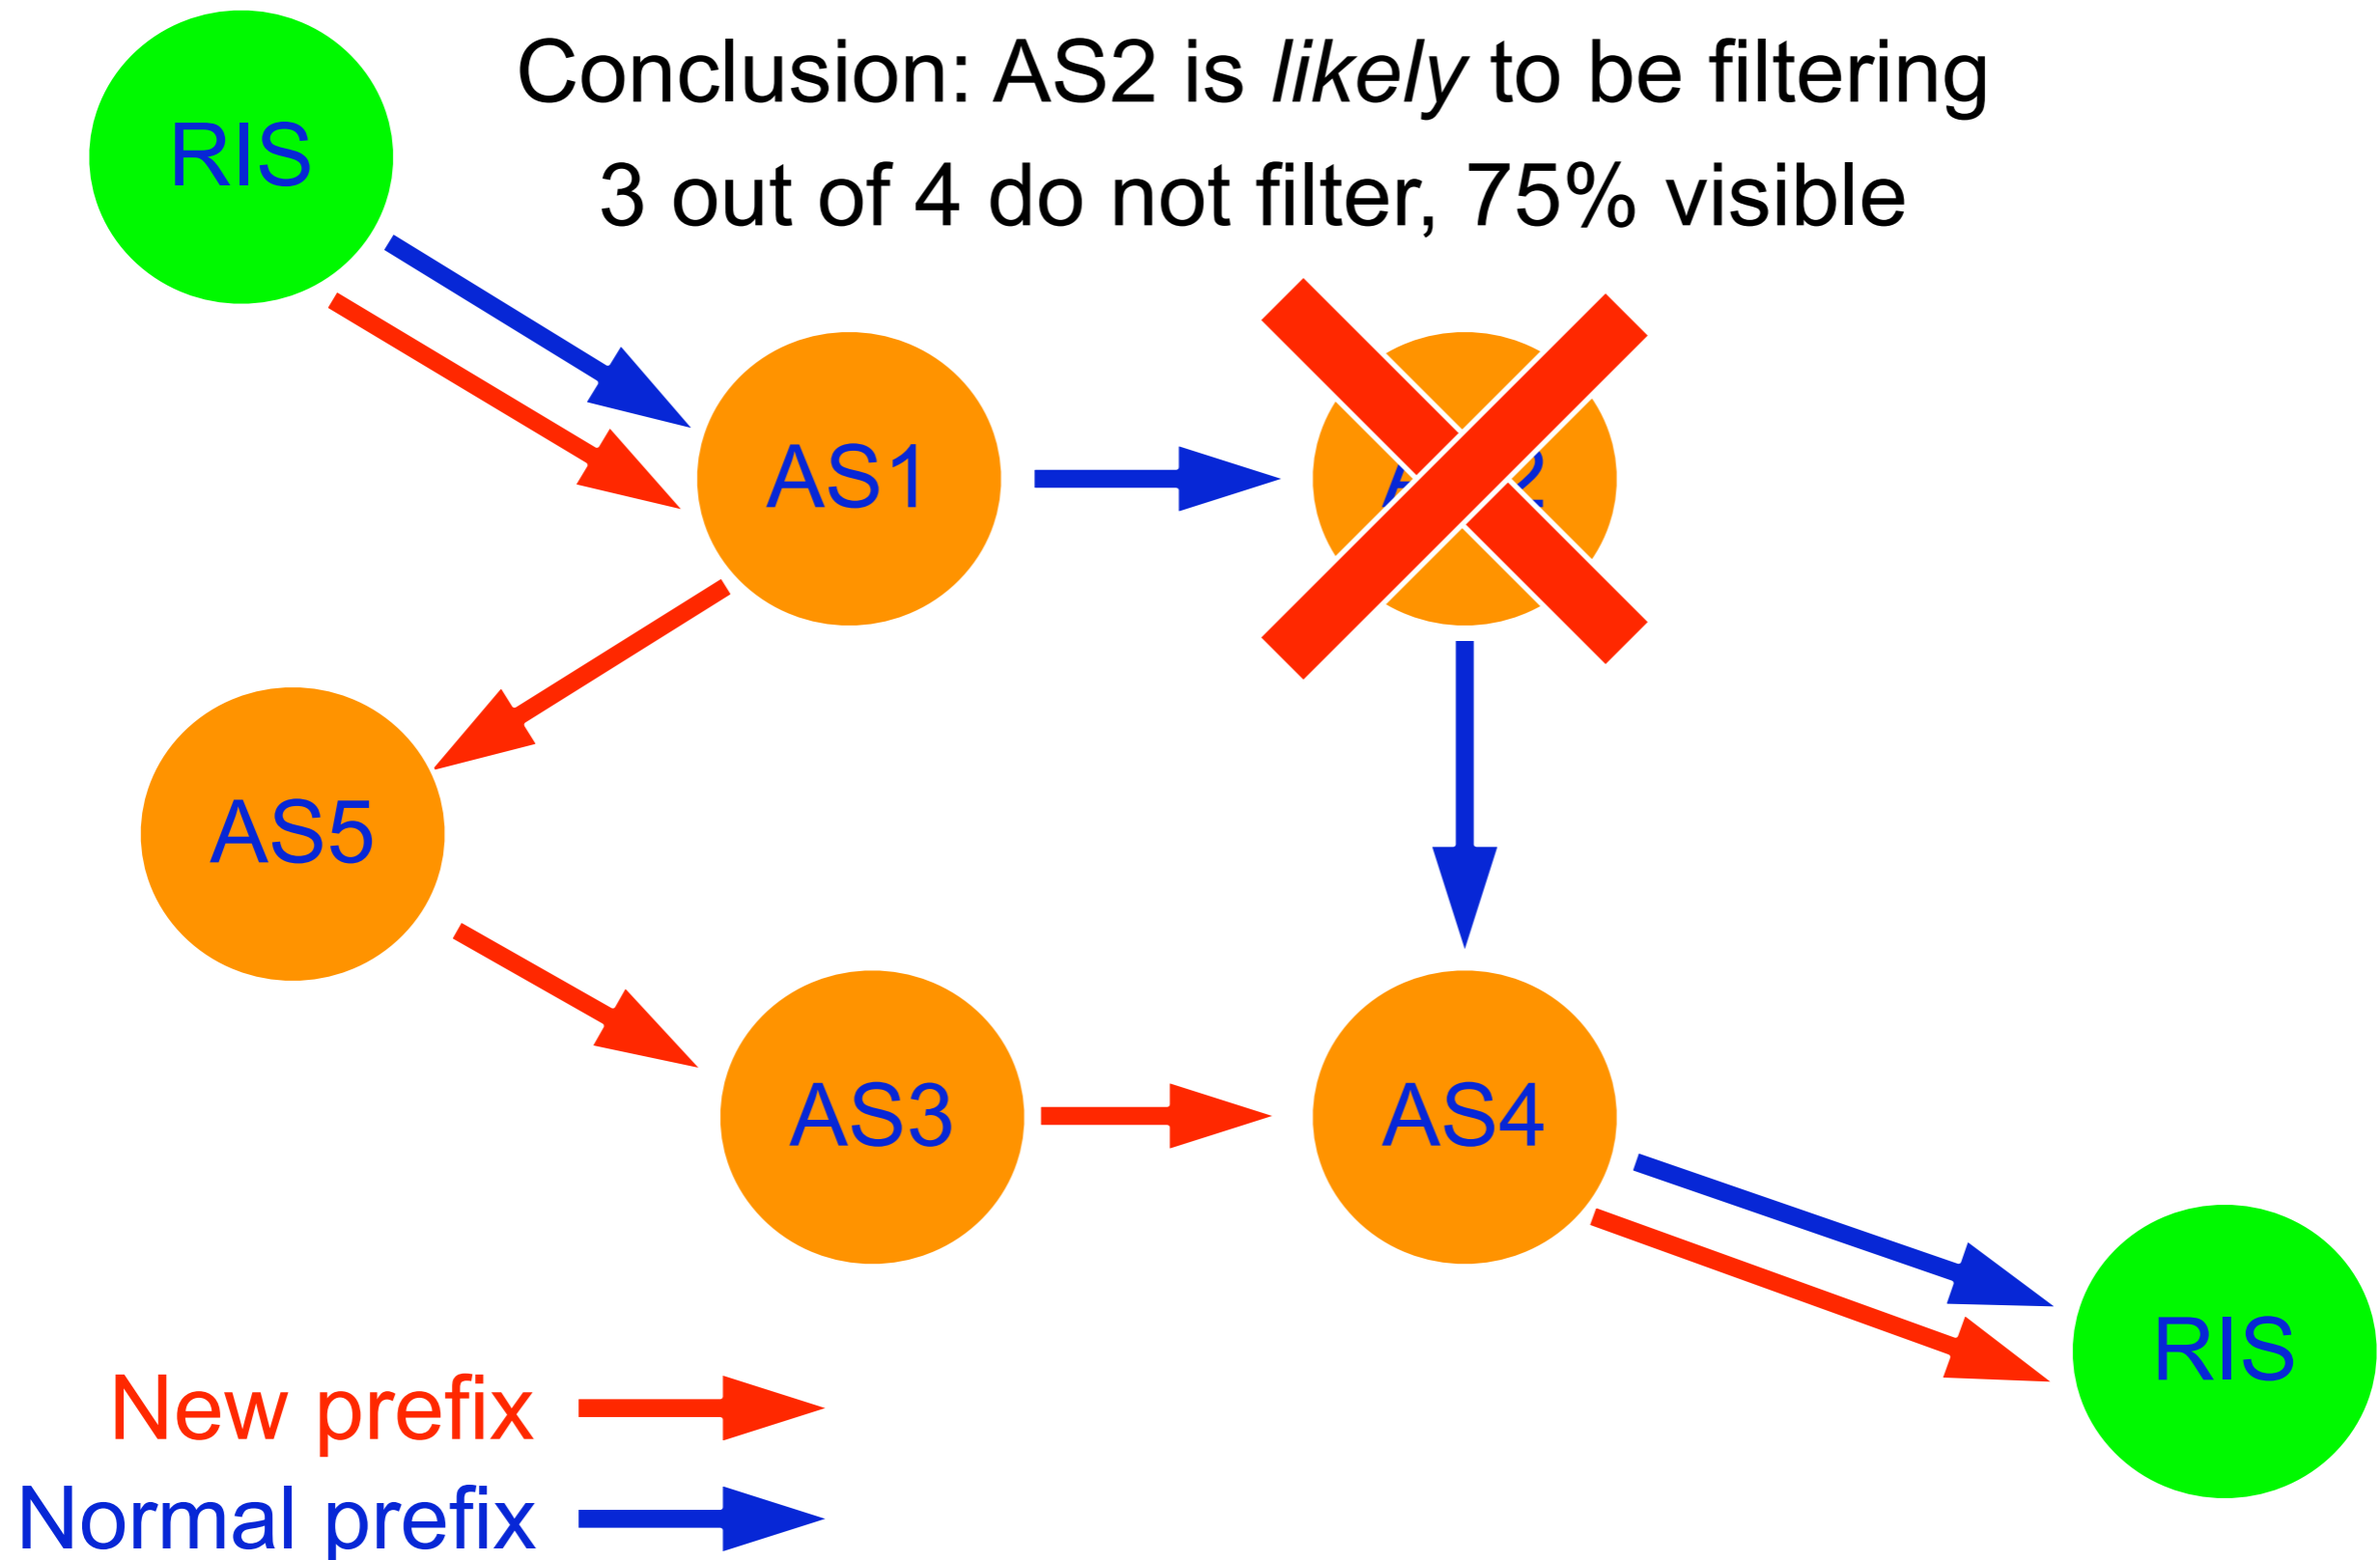 Conclusion: AS2 is likely to be filtering
3 out of 4 do not filter, 75% visible
RIS
AS1
AS5
AS3
AS4
RIS
New prefix
Normal prefix